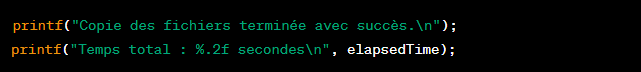 printf("Copie des fichiers terminée avec succès.\n");
printf("Temps total : %.2f secondes\n", elapsedTime);